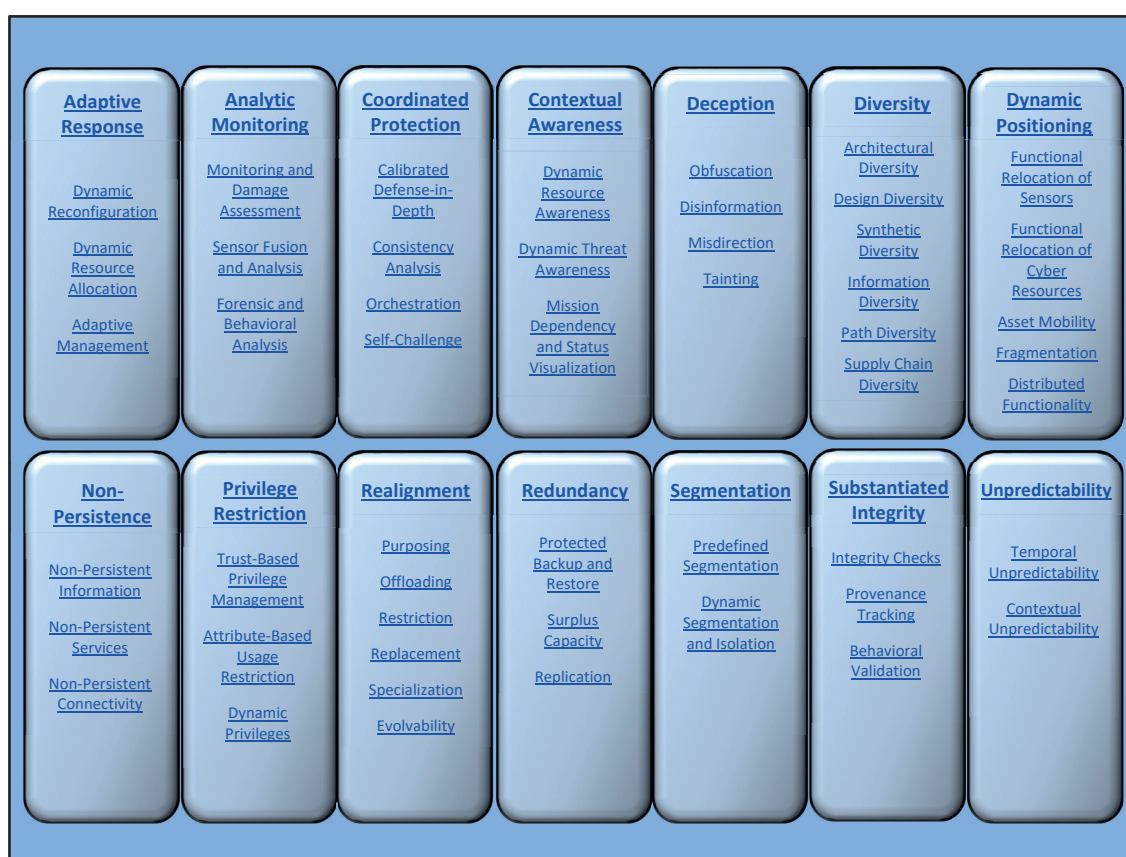 Adaptive
Response
Dynamic
Reconfiguration
Dynamic
Resource
Allocation
Adaptive
Management
Analytic
Monitoring
Monitoring and
Damage
Assessment
Sensor Fusion
and Analysis
Forensic and
Behavioral
Analysis
Coordinated
Protection
Calibrated
Defense-in-
Depth
Consistency
Analysis
Orchestration
Self-Challenge
Contextual
Awareness
Dynamic
Resource
Awareness
Dynamic Threat
Awareness
Mission
Dependency
and Status
Visualization
Deception
Obfuscation
Disinformation
Misdirection
Tainting
Diversity
Architectural
Diversity
Design Diversity
Synthetic
Diversity
Information
Diversity
Path Diversity
Supply Chain
Diversity
Dynamic
Positioning
Functional
Relocation of
Sensors
Functional
Relocation of
Cyber
Resources
Asset Mobility
Fragmentation
Distributed
Functionality
Non-
Persistence
Non-Persistent
Information
Non-Persistent
Services
Non-Persistent
Connectivity
Privilege
Restriction
Trust-Based
Privilege
Management
Attribute-Based
Usage
Restriction
Dynamic
Privileges
Realignment
Purposing
Offloading
Restriction
Replacement
Specialization
Evolvability
Redundancy
Protected
Backup and
Restore
Surplus
Capacity
Replication
Segmentation
Predefined
Segmentation
Dynamic
Segmentation
and Isolation
Substantiated
Integrity
Integrity Checks
Provenance
Tracking
Behavioral
Validation
Unpredictability
Temporal
Unpredictability
Contextual
Unpredictability